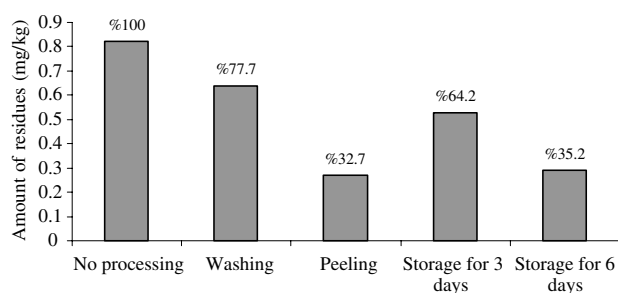 Amount of residues (mg/kg)
0.9
0.8
0.7
0.6
0.5
0.4
0.3
0.2
0.1
0
%100
%77.7
%32.7
%64.2
%35.2
No processing
Washing
Peeling
Storage for 3
days
Storage for 6
days